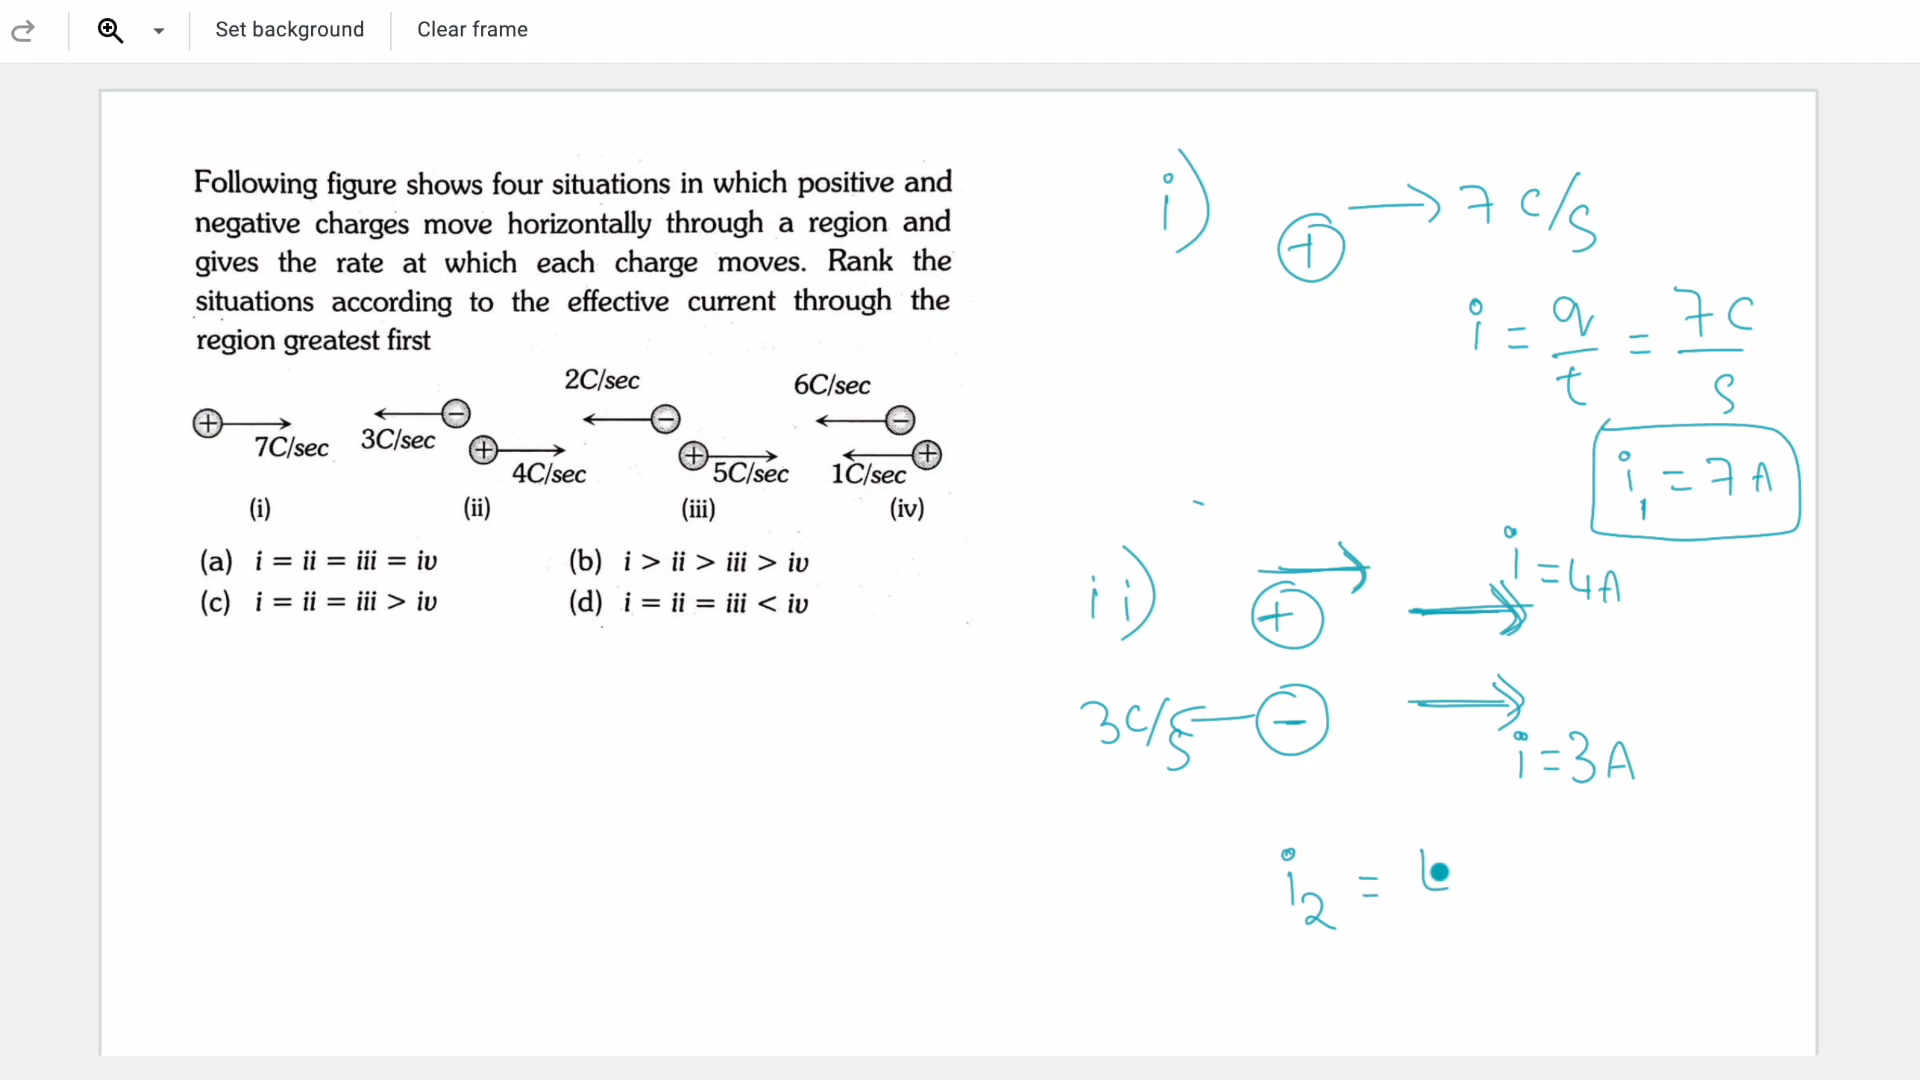 Set background
Clear frame
Following figure shows four situations in which positive and
negative charges move horizontally through a region and
gives the rate at which each charge moves. Rank the
situations according to the effective current through the
region greatest first
+ 7C/sec
(i)
3C/sec −
+ 4C/sec
(ii)
2C/sec −
+ 5C/sec
(iii)
6C/sec −
1C/sec +
(iv)
(a) i = ii = iii = iv
(b) i > ii > iii > iv
(c) i = ii = iii > iv
(d) i = ii = iii < iv
i) + → 7 C/s
i = q/t = 7C/s
i₁ = 7A
ii) + → i = 4A
3C/s − → i = 3A
i₂ =